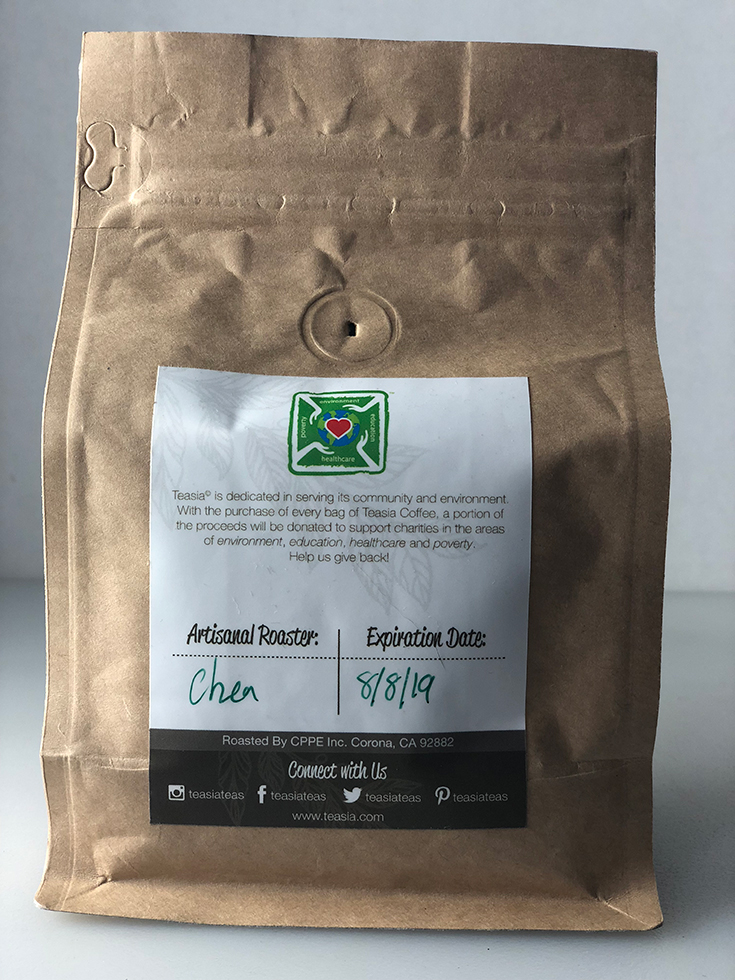 environment
poverty
education
healthcare
Teasia© is dedicated in serving its community and environment.
With the purchase of every bag of Teasia Coffee, a portion of
the proceeds will be donated to support charities in the areas
of environment, education, healthcare and poverty.
Help us give back!
Artisanal Roaster: Expiration Date:
Chea 8/8/19
Roasted By CPPE Inc. Corona, CA 92882
Connect with Us
teasiateas teasiateas teasiateas teasiateas
www.teasia.com